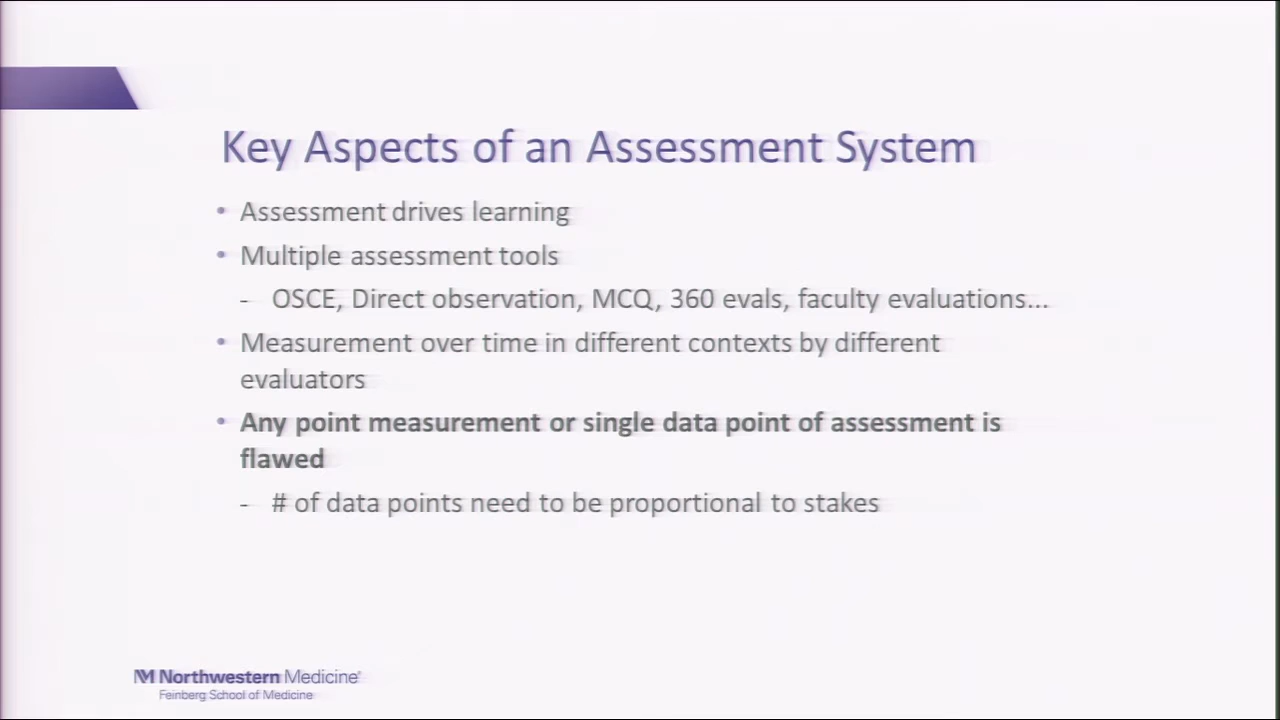 Key Aspects of an Assessment System
• Assessment drives learning
• Multiple assessment tools
- OSCE, Direct observation, MCQ, 360 evals, faculty evaluations...
• Measurement over time in different contexts by different
evaluators
• Any point measurement or single data point of assessment is
flawed
- # of data points need to be proportional to stakes
NM Northwestern Medicine®
Feinberg School of Medicine